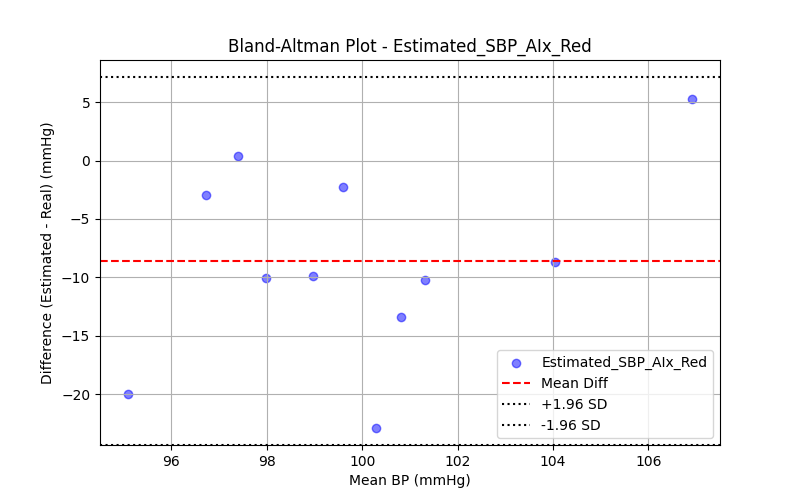 Bland-Altman Plot - Estimated_SBP_AIx_Red
Difference (Estimated - Real) (mmHg)
5
0
−5
−10
−15
−20
Estimated_SBP_AIx_Red
Mean Diff
+1.96 SD
-1.96 SD
96
98
100
102
104
106
Mean BP (mmHg)